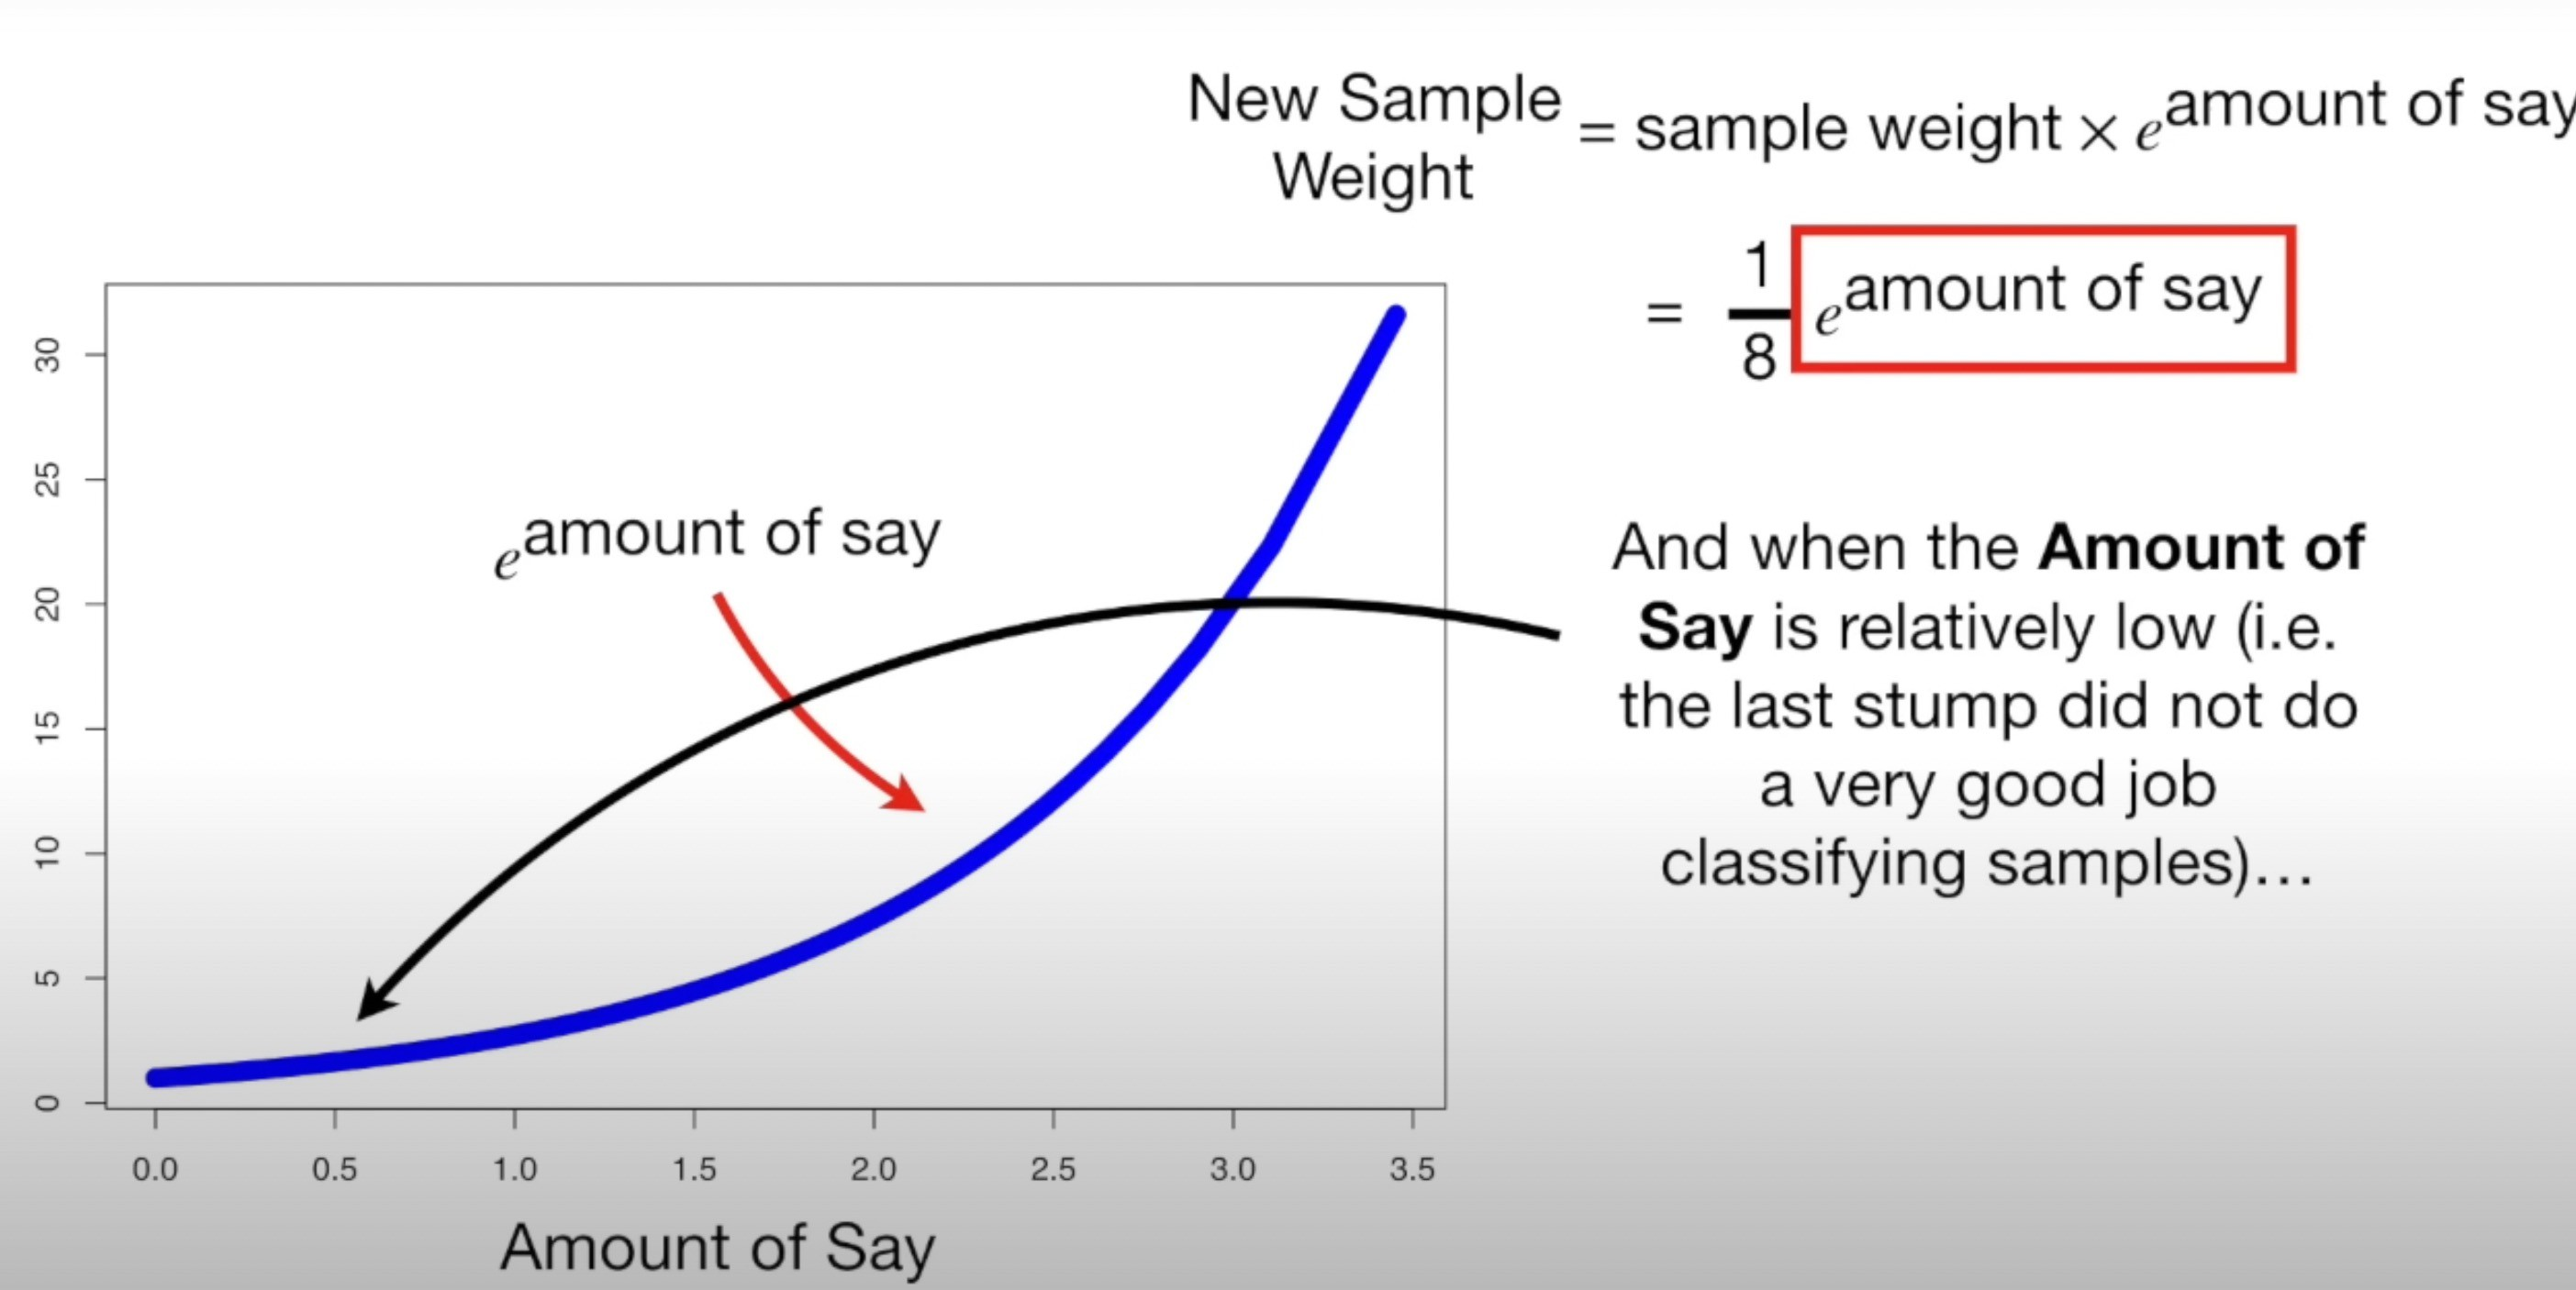 New Sample
Weight
= sample weight × e^amount of say
= 1/8 e^amount of say
e^amount of say
And when the Amount of
Say is relatively low (i.e.
the last stump did not do
a very good job
classifying samples)…
30
25
20
15
10
5
0
0.0 0.5 1.0 1.5 2.0 2.5 3.0 3.5
Amount of Say